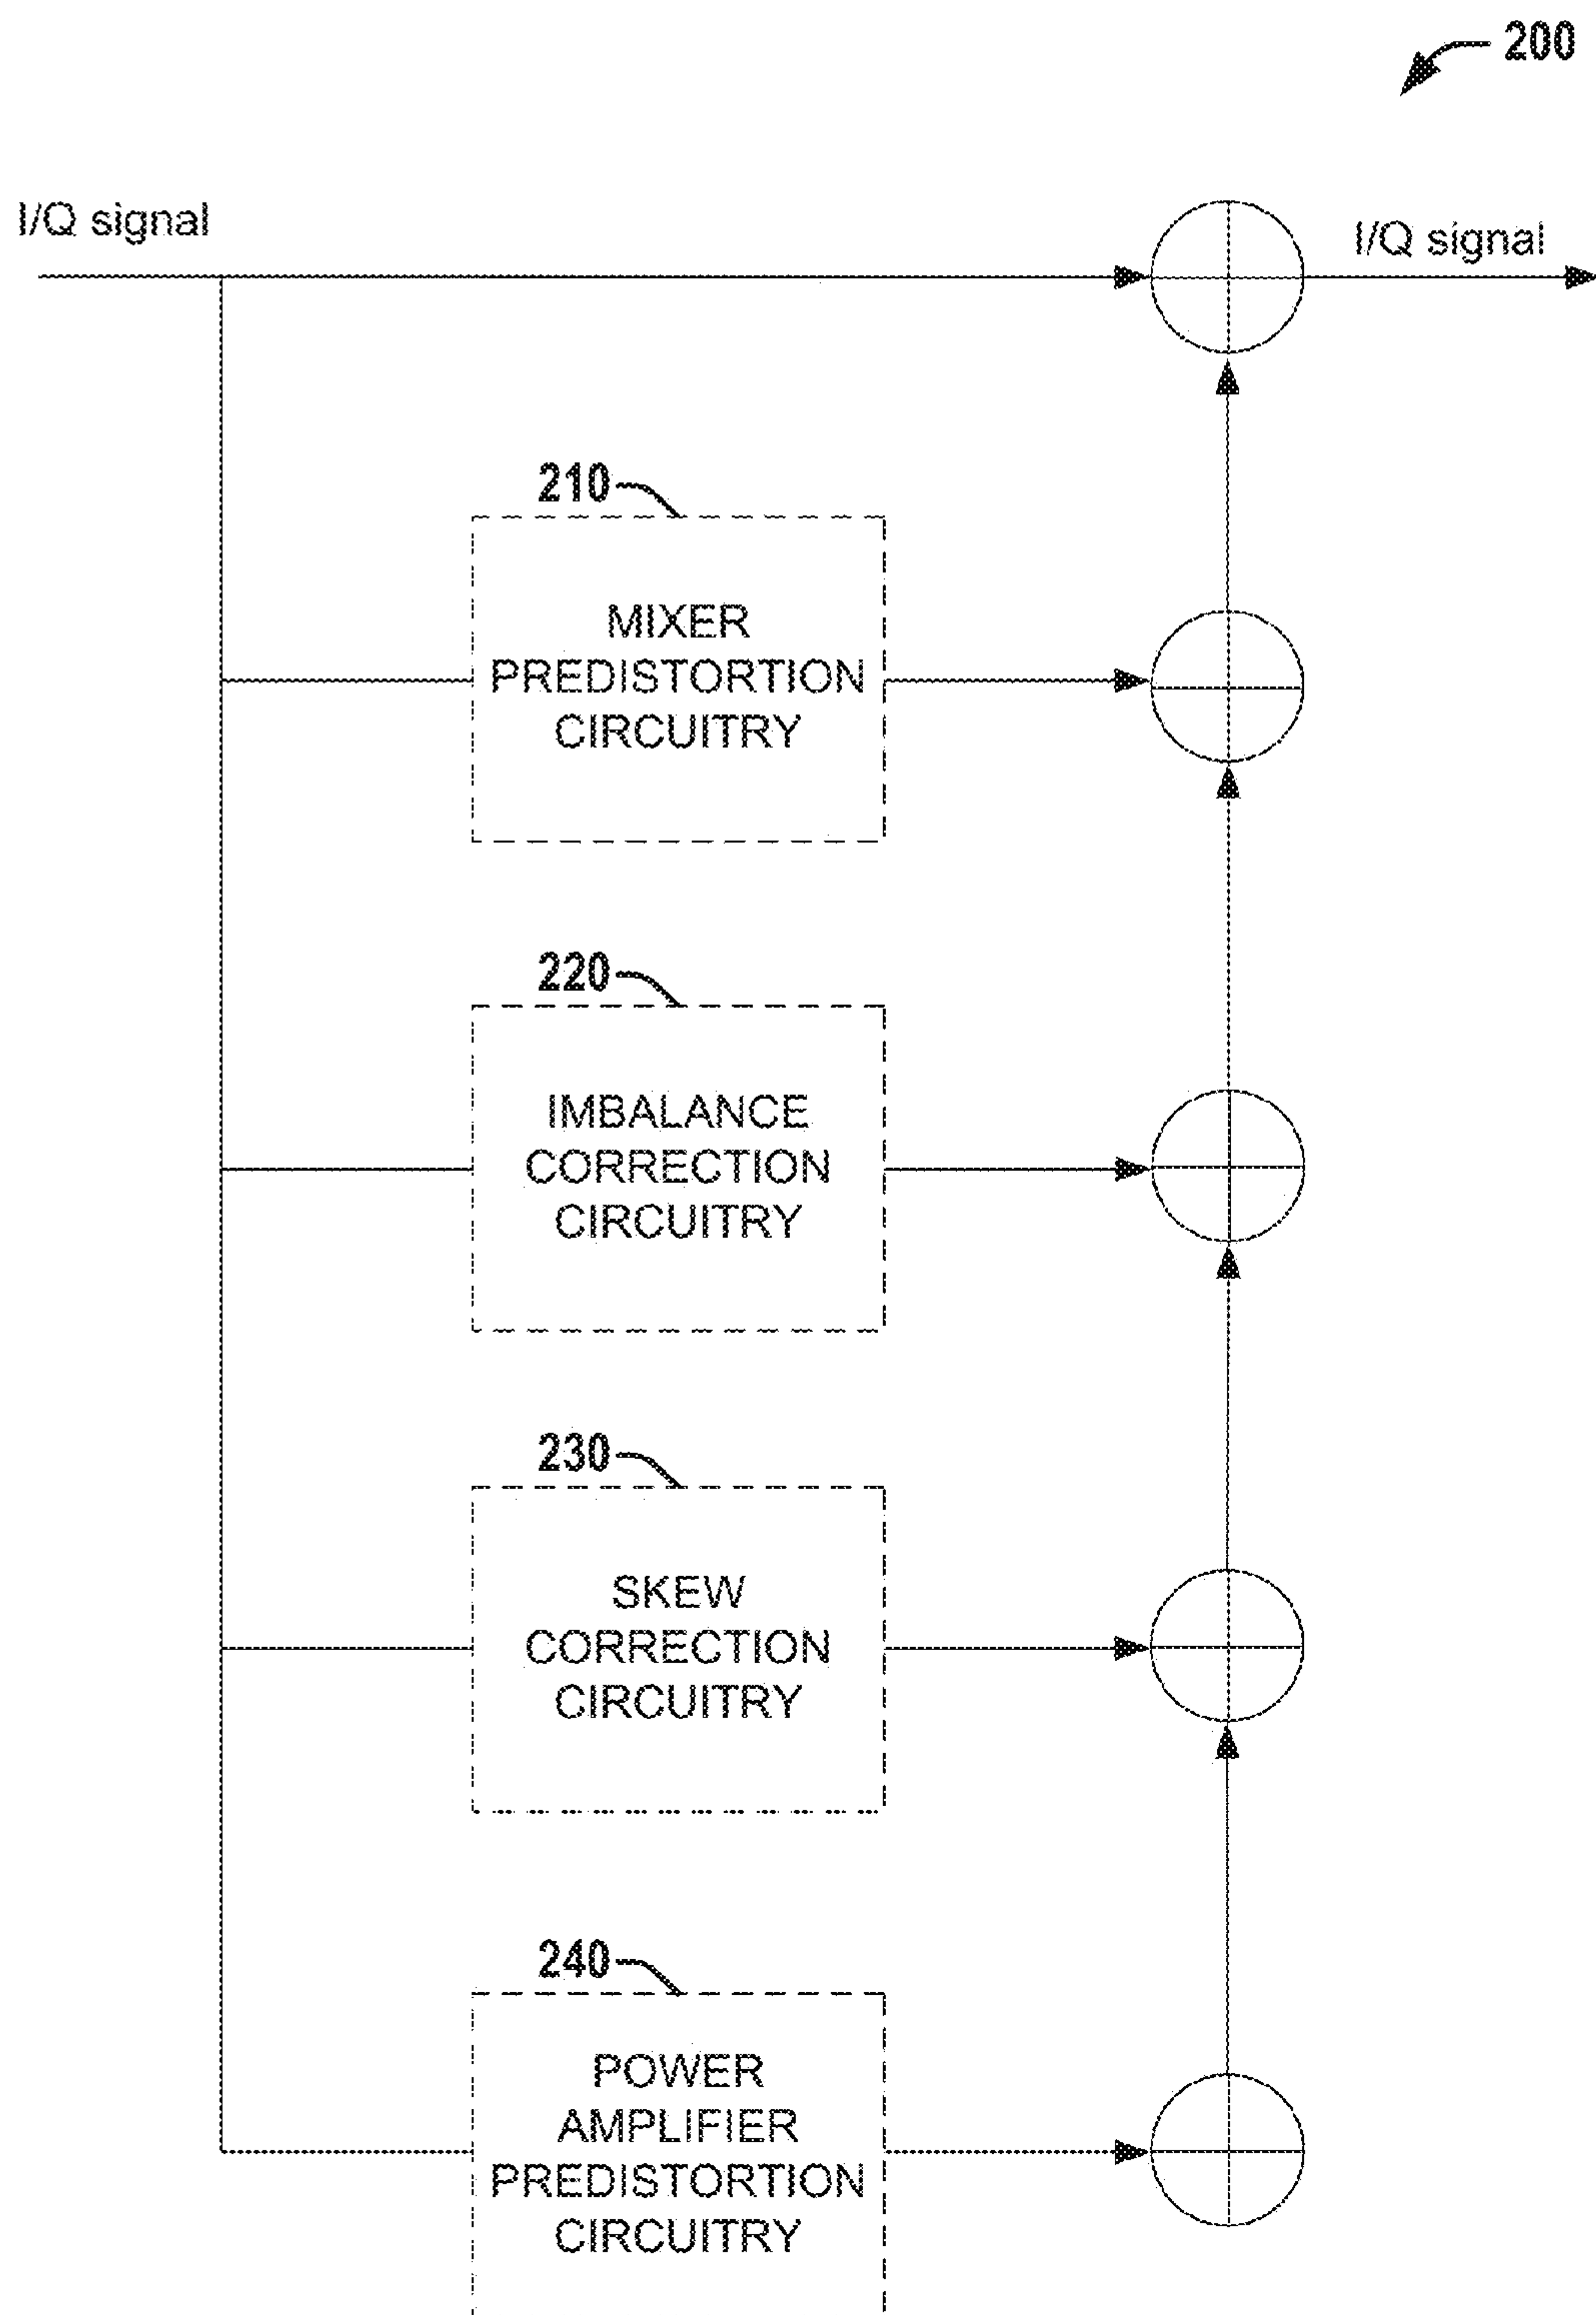 200
I/Q signal
I/Q signal
210
MIXER
PREDISTORTION
CIRCUITRY
220
IMBALANCE
CORRECTION
CIRCUITRY
230
SKEW
CORRECTION
CIRCUITRY
240
POWER
AMPLIFIER
PREDISTORTION
CIRCUITRY